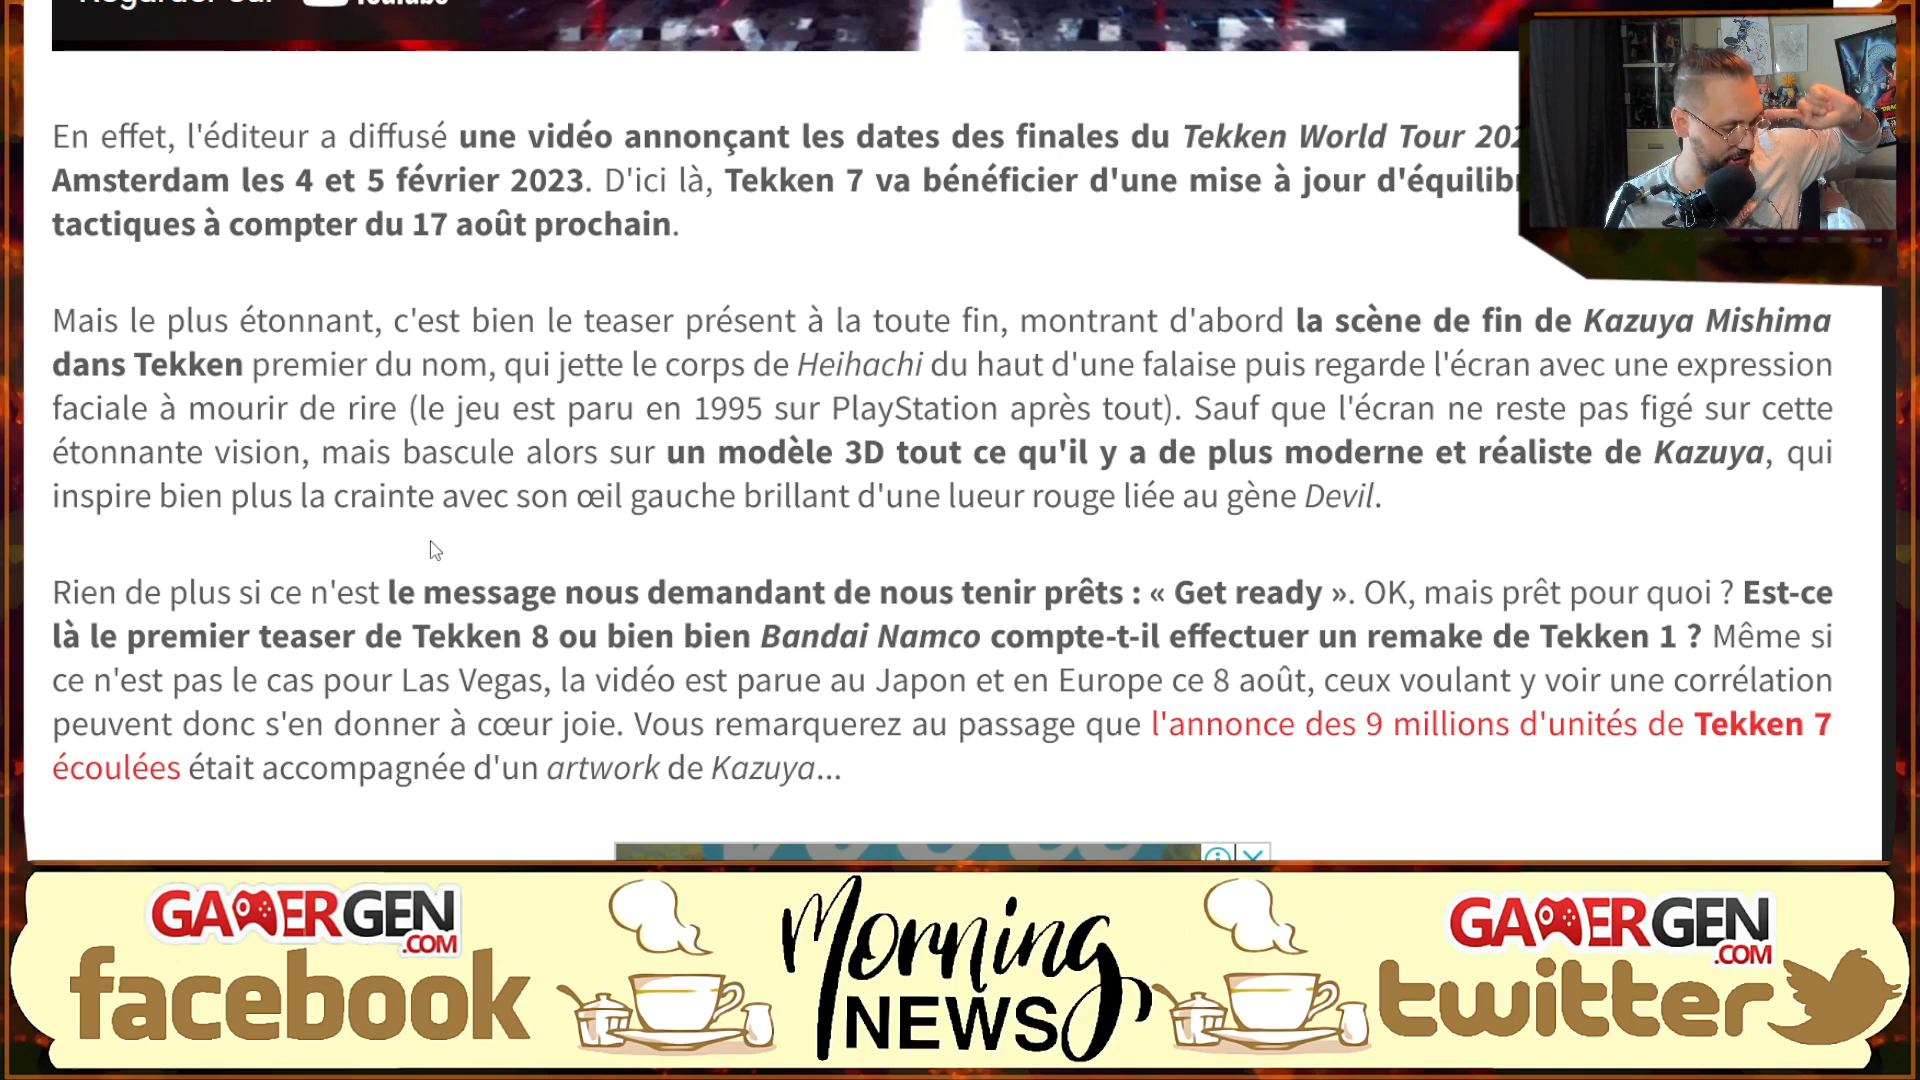 En effet, l'éditeur a diffusé une vidéo annonçant les dates des finales du Tekken World Tour
Amsterdam les 4 et 5 février 2023. D'ici là, Tekken 7 va bénéficier d'une mise à jour
tactiques à compter du 17 août prochain.
Mais le plus étonnant, c'est bien le teaser présent à la toute fin, montrant d'abord la scène de fin de Kazuya Mishima
dans Tekken premier du nom, qui jette le corps de Heihachi du haut d'une falaise puis regarde l'écran avec une expression
faciale à mourir de rire (le jeu est paru en 1995 sur PlayStation après tout). Sauf que l'écran ne reste pas figé sur cette
étonnante vision, mais bascule alors sur un modèle 3D tout ce qu'il y a de plus moderne et réaliste de Kazuya, qui
inspire bien plus la crainte avec son œil gauche brillant d'une lueur rouge liée au gène Devil.
Rien de plus si ce n'est le message nous demandant de nous tenir prêts : « Get ready ». OK, mais prêt pour quoi ? Est-ce
là le premier teaser de Tekken 8 ou bien bien Bandai Namco compte-t-il effectuer un remake de Tekken 1 ? Même si
ce n'est pas le cas pour Las Vegas, la vidéo est parue au Japon et en Europe ce 8 août, ceux voulant y voir une corrélation
peuvent donc s'en donner à cœur joie. Vous remarquerez au passage que l'annonce des 9 millions d'unités de Tekken 7
écoulées était accompagnée d'un artwork de Kazuya...
GAMERGEN
.COM
facebook
Morning
NEWS
GAMERGEN
.COM
twitter